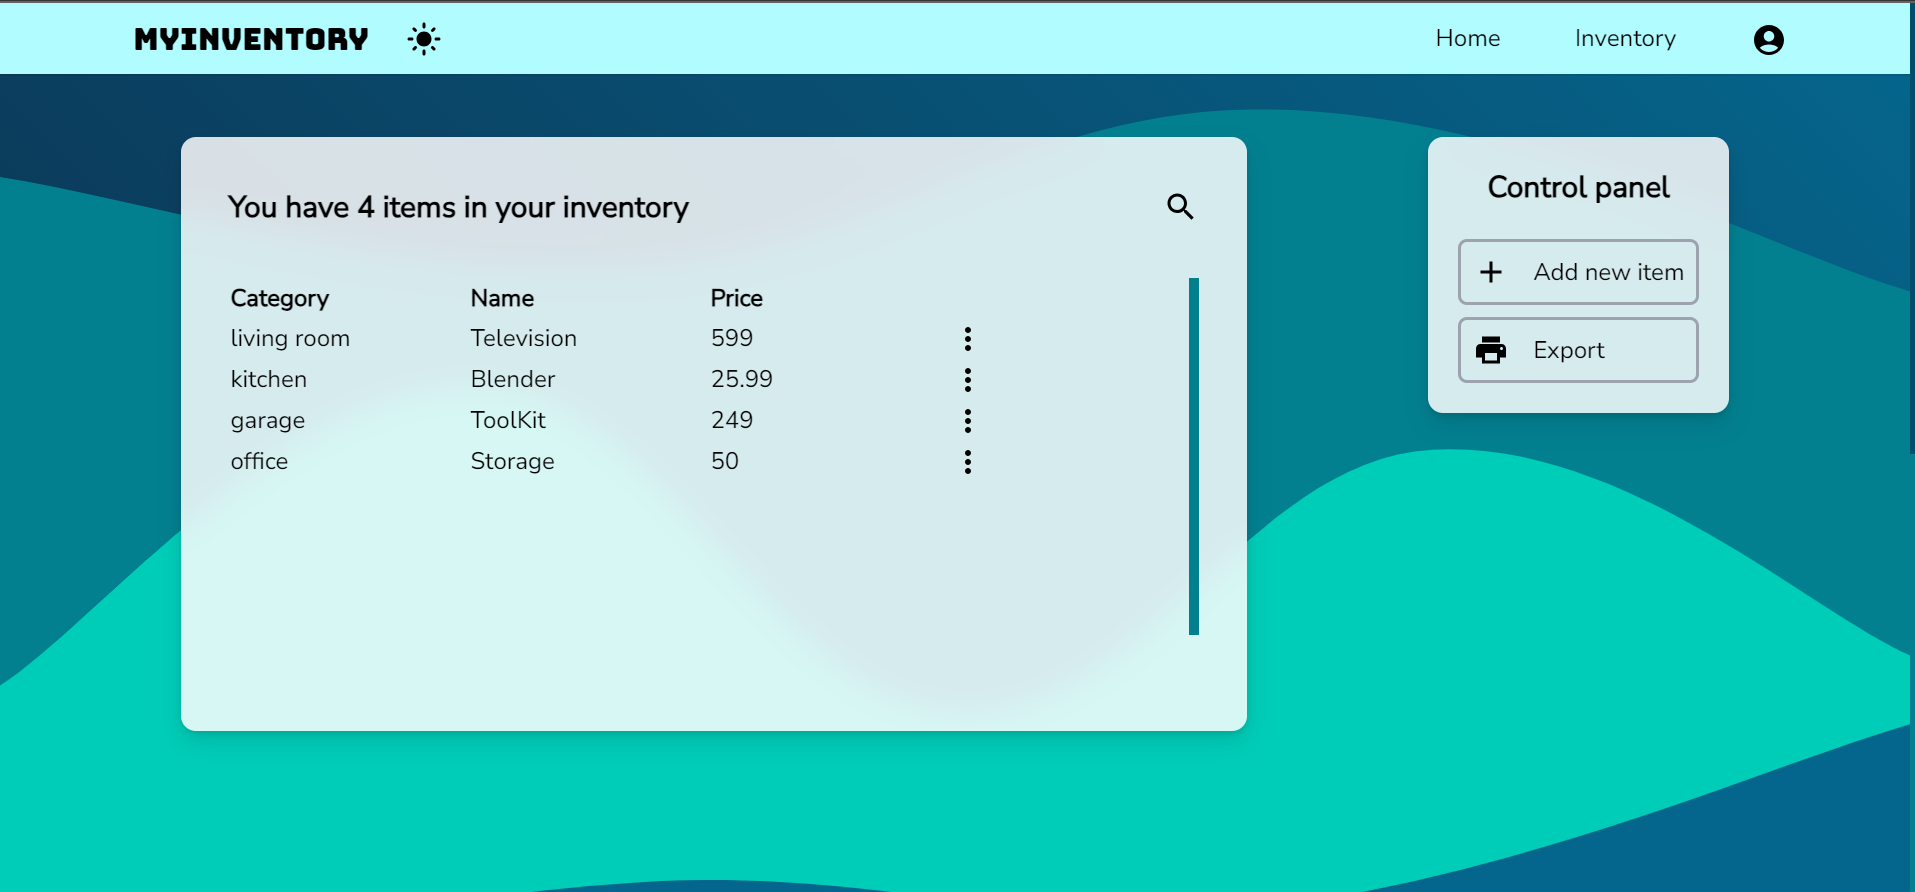 MYINVENTORY Home Inventory
You have 4 items in your inventory
Category Name Price
living room Television 599
kitchen Blender 25.99
garage ToolKit 249
office Storage 50
Control panel
Add new item
Export